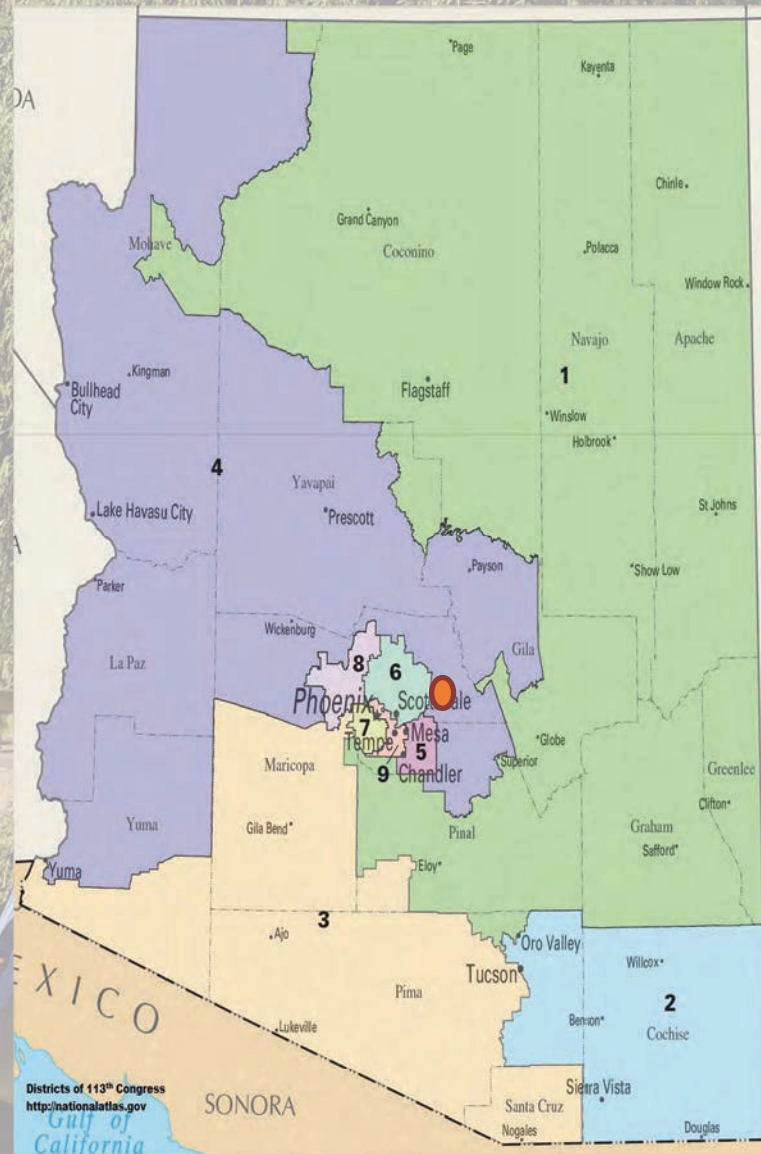 DA
Page
Kayenta
Chinle
Grand Canyon
Mohave
Coconino
Polacca
Window Rock
Navajo
Apache
Kingman
1
Bullhead
City
Flagstaff
Winslow
Holbrook
4
Yavapai
Lake Havasu City
Prescott
St Johns
A
Payson
Show Low
Parker
Wickenburg
Gila
La Paz
8
6
Phoenix
Scottsdale
7
Tempe
Mesa
5
Globe
Maricopa
9
Chandler
Superior
Greenlee
Clifton
Yuma
Gila Bend
Pinal
Graham
Safford
Eloy
Yuma
3
Ajo
Oro Valley
Tucson
Willcox
EXICO
Pima
2
Benson
Cochise
Lukeville
Sierra Vista
Districts of 113th Congress
http://nationalatlas.gov
SONORA
Santa Cruz
Gulf of
California
Nogales
Douglas